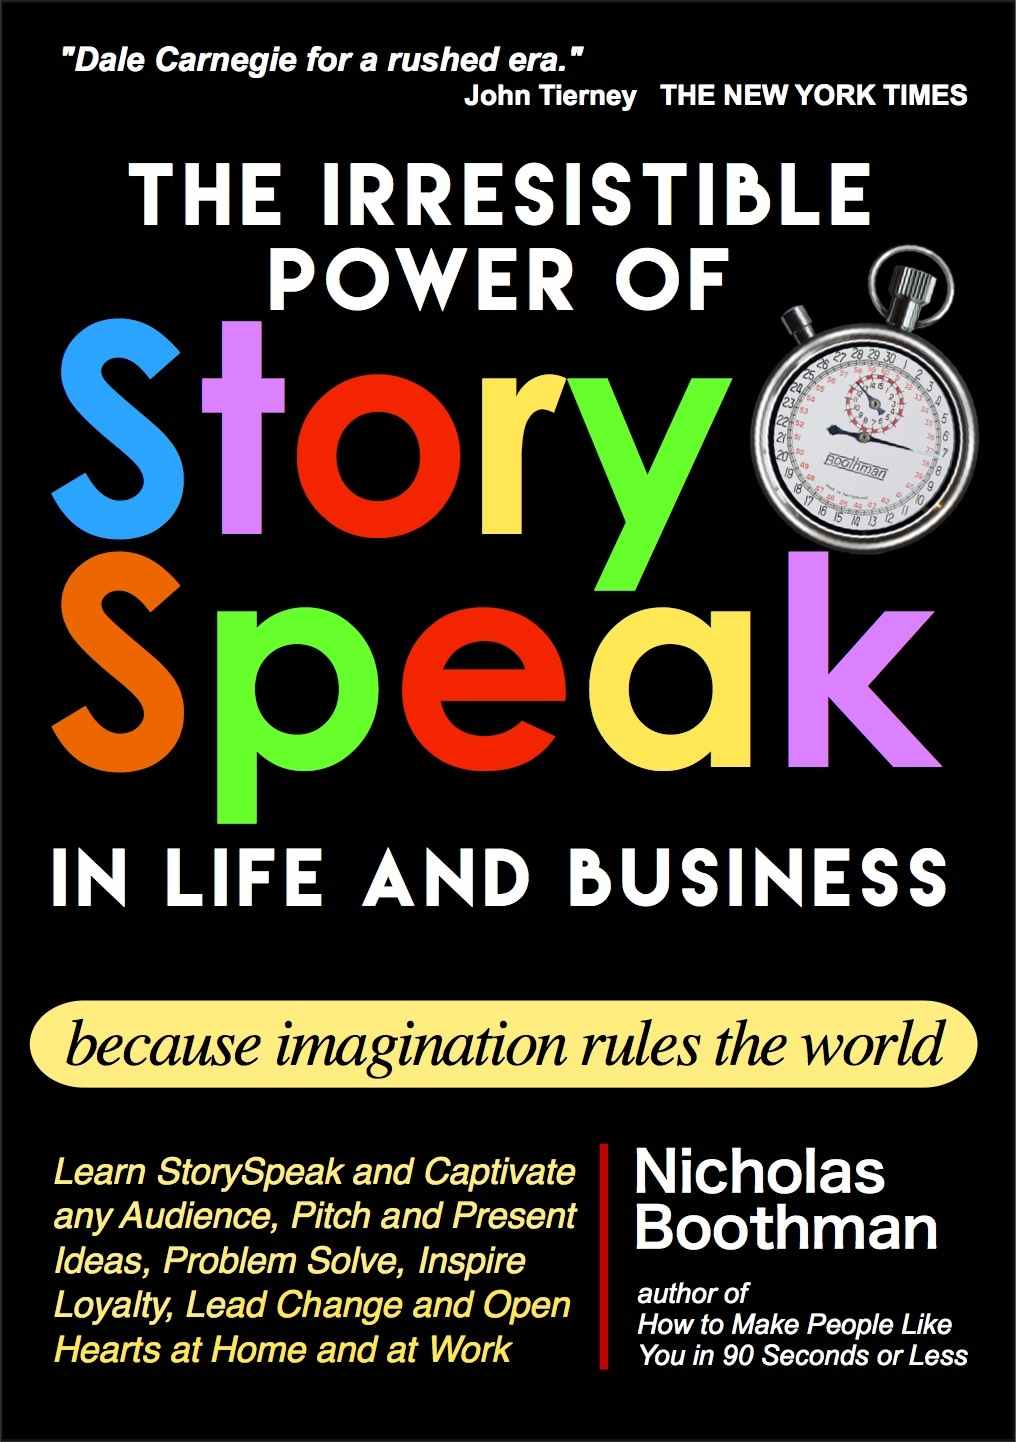 "Dale Carnegie for a rushed era."
John Tierney THE NEW YORK TIMES
THE IRRESISTIBLE
POWER OF
Story
Boothman
Speak
IN LIFE AND BUSINESS
because imagination rules the world
Learn StorySpeak and Captivate
any Audience, Pitch and Present
Ideas, Problem Solve, Inspire
Loyalty, Lead Change and Open
Hearts at Home and at Work
Nicholas
Boothman
author of
How to Make People Like
You in 90 Seconds or Less